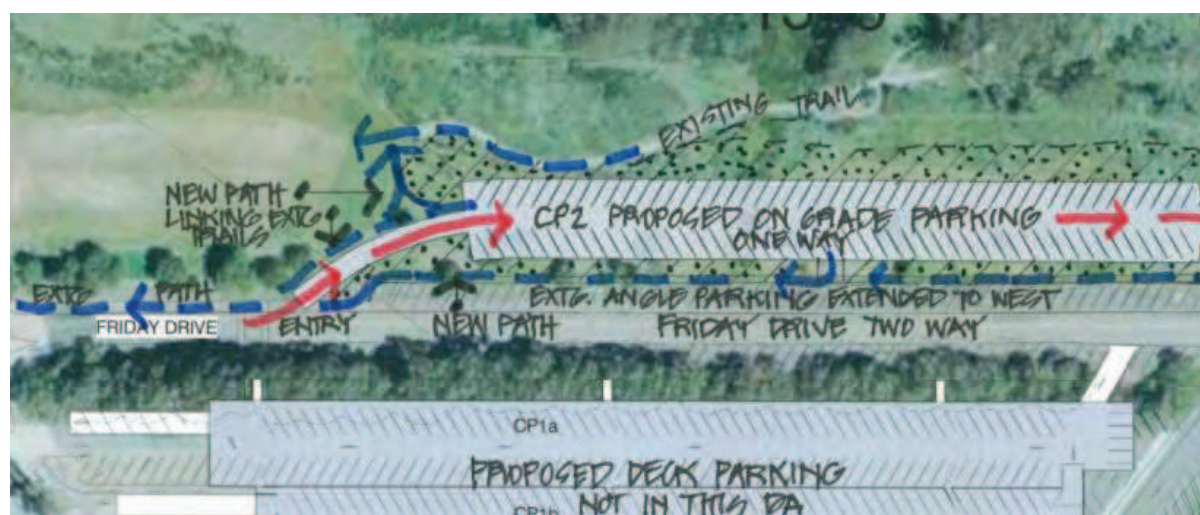 EXISTING TRAIL
NEW PATH
LINKING EXTG
TRAILS
CP2 PROPOSED ON GRADE PARKING
ONE WAY
EXTG. PATH
EXTG. ANGLE PARKING EXTENDED TO WEST
FRIDAY DRIVE
ENTRY
NEW PATH
FRIDAY DRIVE TWO WAY
CP1a
PROPOSED DECK PARKING
NOT IN THIS DA
CP1b